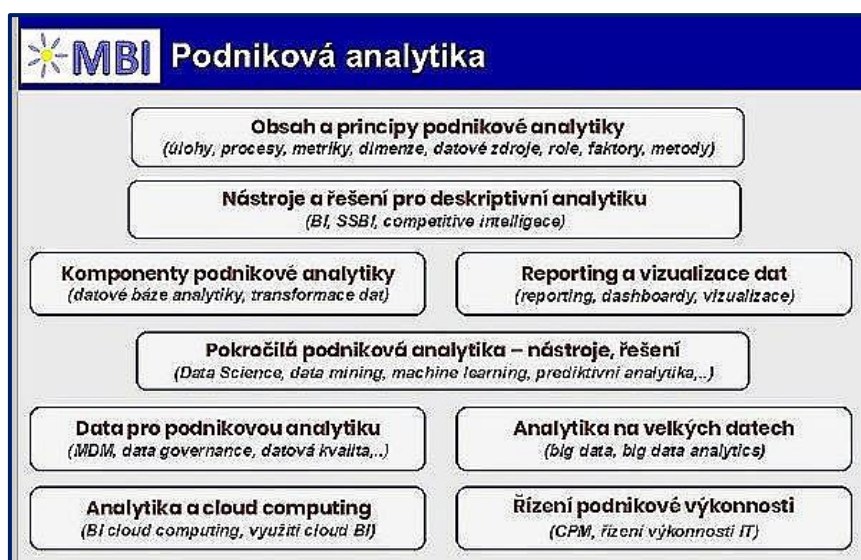 MBI Podniková analytika
Obsah a principy podnikové analytiky
(úlohy, procesy, metriky, dimenze, datové zdroje, role, faktory, metody)
Nástroje a řešení pro deskriptivní analytiku
(BI, SSBI, competitive intelligece)
Komponenty podnikové analytiky
(datové báze analytiky, transformace dat)
Reporting a vizualizace dat
(reporting, dashboardy, vizualizace)
Pokročilá podniková analytika – nástroje, řešení
(Data Science, data mining, machine learning, prediktivní analytika,..)
Data pro podnikovou analytiku
(MDM, data governance, datová kvalita,..)
Analytika na velkých datech
(big data, big data analytics)
Analytika a cloud computing
(BI cloud computing, využití cloud BI)
Řízení podnikové výkonnosti
(CPM, řízení výkonnosti IT)